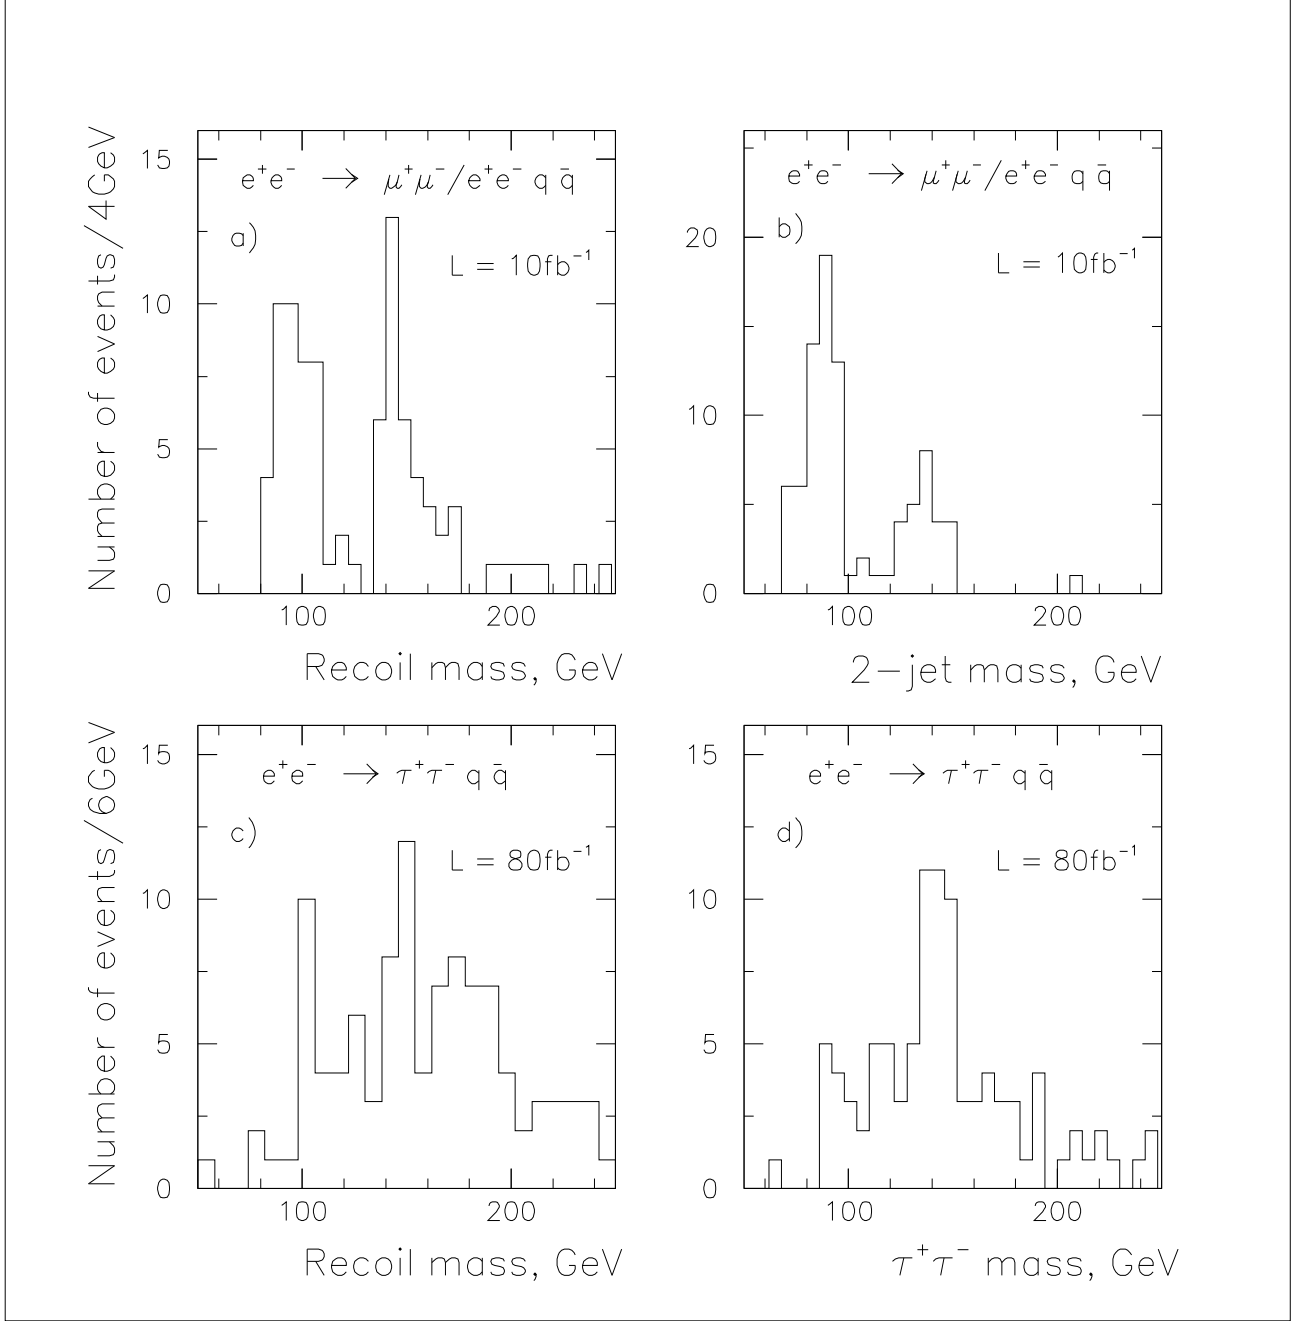 Number of events/4GeV
15
10
5
0
e⁺e⁻ → μ⁺μ⁻/e⁺e⁻ q q̄
a)
L = 10fb⁻¹
100 200
Recoil mass, GeV
20
10
0
e⁺e⁻ → μ⁺μ⁻/e⁺e⁻ q q̄
b)
L = 10fb⁻¹
100 200
2-jet mass, GeV
Number of events/6GeV
15
10
5
0
e⁺e⁻ → τ⁺τ⁻ q q̄
c)
L = 80fb⁻¹
100 200
Recoil mass, GeV
15
10
5
0
e⁺e⁻ → τ⁺τ⁻ q q̄
d)
L = 80fb⁻¹
100 200
τ⁺τ⁻ mass, GeV